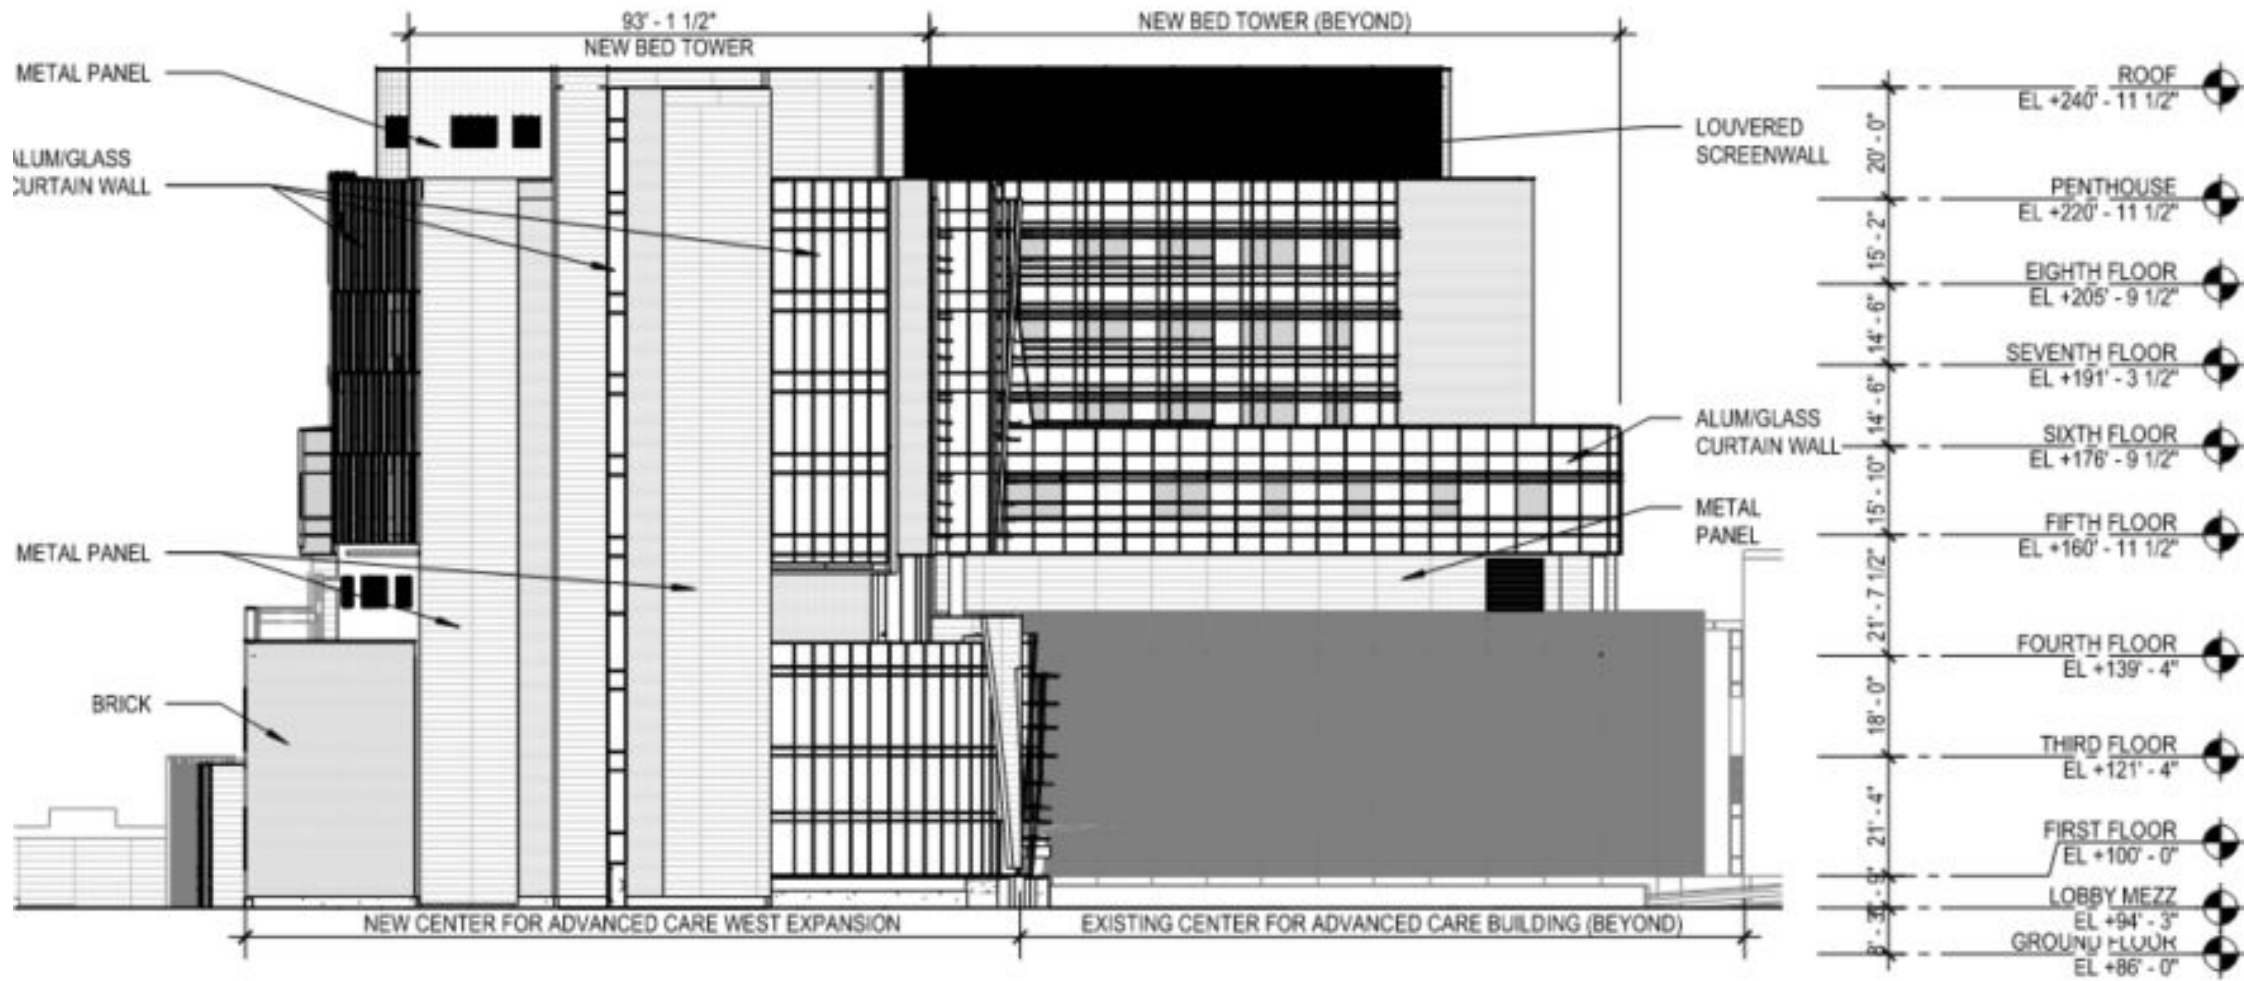 93' - 1 1/2"
NEW BED TOWER
NEW BED TOWER (BEYOND)
METAL PANEL
ALUM/GLASS
CURTAIN WALL
METAL PANEL
BRICK
LOUVERED
SCREENWALL
ALUM/GLASS
CURTAIN WALL
METAL
PANEL
20' - 0"
15' - 2"
14' - 6"
14' - 6"
15' - 10"
21' - 7 1/2"
18' - 0"
21' - 4"
8' - 3"
ROOF
EL +240' - 11 1/2"
PENTHOUSE
EL +220' - 11 1/2"
EIGHTH FLOOR
EL +205' - 9 1/2"
SEVENTH FLOOR
EL +191' - 3 1/2"
SIXTH FLOOR
EL +176' - 9 1/2"
FIFTH FLOOR
EL +160' - 11 1/2"
FOURTH FLOOR
EL +139' - 4"
THIRD FLOOR
EL +121' - 4"
FIRST FLOOR
EL +100' - 0"
LOBBY MEZZ
EL +94' - 3"
GROUND FLOOR
EL +86' - 0"
NEW CENTER FOR ADVANCED CARE WEST EXPANSION
EXISTING CENTER FOR ADVANCED CARE BUILDING (BEYOND)